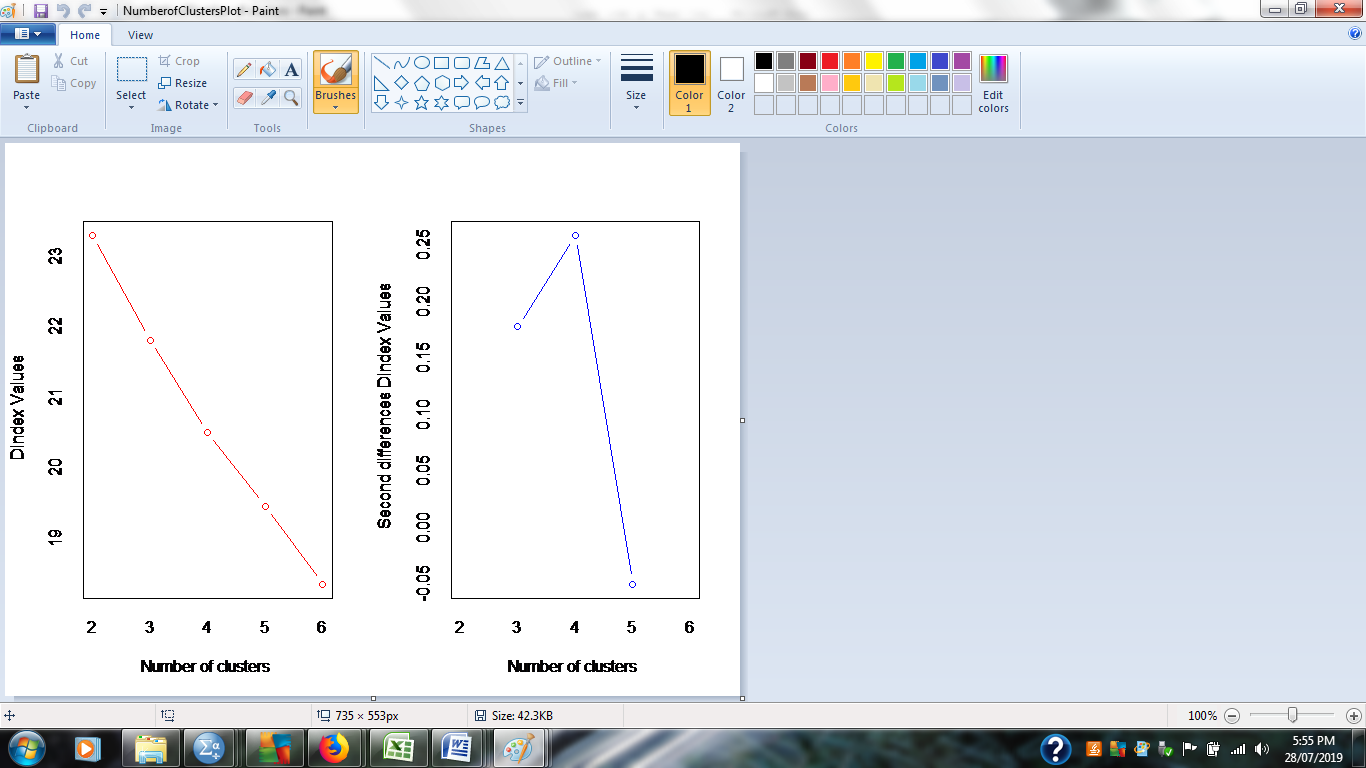 NumberofClustersPlot - Paint
Home View
Paste
Cut
Copy
Clipboard
Select
Crop
Resize
Rotate
Image
A
Tools
Brushes
Outline
Fill
Shapes
Size
Color 1
Color 2
Edit colors
Colors
Dindex Values
23
22
21
20
19
2 3 4 5 6
Number of clusters
Second differences Dindex Values
0.25
0.20
0.15
0.10
0.05
0.00
-0.05
2 3 4 5 6
Number of clusters
735 × 553px
Size: 42.3KB
100%
5:55 PM
28/07/2019